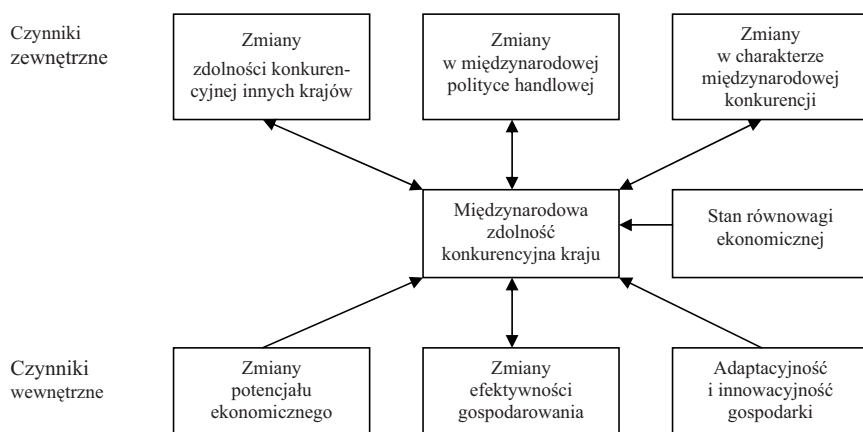 Czynniki
zewnętrzne
Zmiany
zdolności konkuren-
cyjnej innych krajów
Zmiany
w międzynarodowej
polityce handlowej
Zmiany
w charakterze
międzynarodowej
konkurencji
Międzynarodowa
zdolność
konkurencyjna kraju
Stan równowagi
ekonomicznej
Czynniki
wewnętrzne
Zmiany
potencjału
ekonomicznego
Zmiany
efektywności
gospodarowania
Adaptacyjność
i innowacyjność
gospodarki